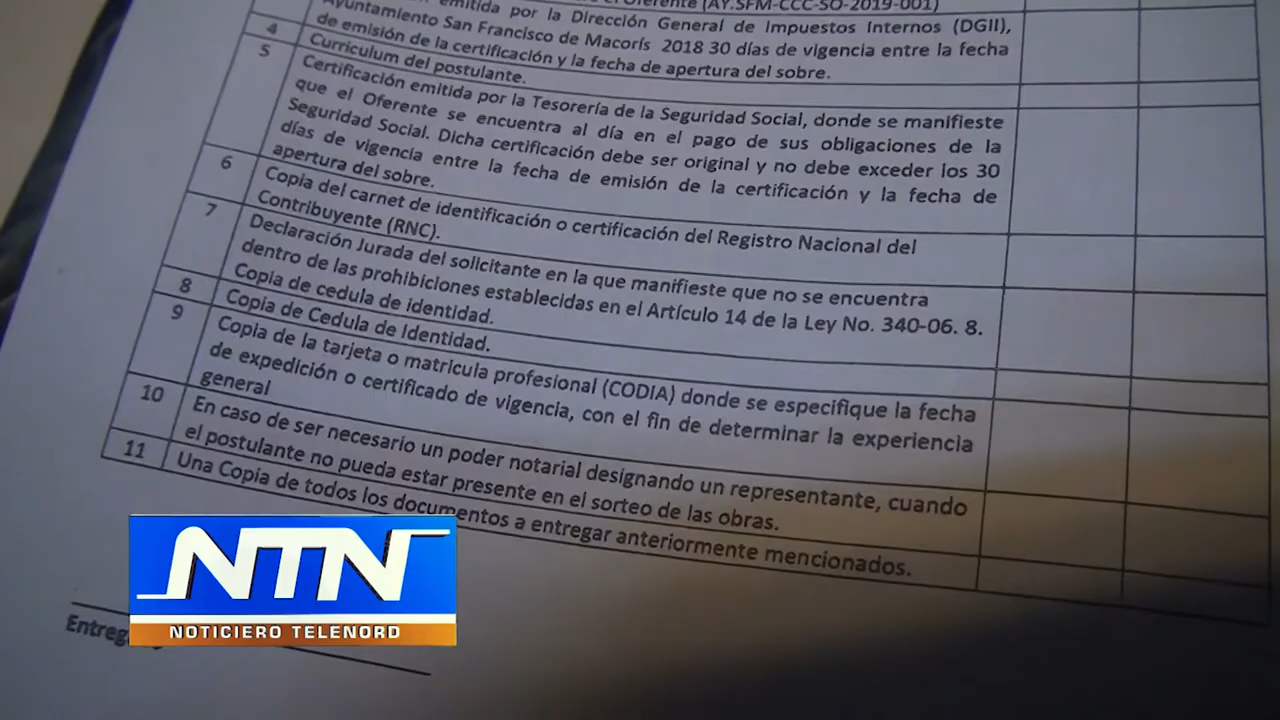 Oferente (AY.SFM-CCC-SO-2019-001)
emitida por la Dirección General de Impuestos Internos (DGII),
Ayuntamiento San Francisco de Macorís 2018 30 días de vigencia entre la fecha
de emisión de la certificación y la fecha de apertura del sobre.
4 Curriculum del postulante.
5 Certificación emitida por la Tesorería de la Seguridad Social, donde se manifieste
que el Oferente se encuentra al día en el pago de sus obligaciones de la
Seguridad Social. Dicha certificación debe ser original y no debe exceder los 30
días de vigencia entre la fecha de emisión de la certificación y la fecha de
apertura del sobre.
6 Copia del carnet de identificación o certificación del Registro Nacional del
Contribuyente (RNC).
7 Declaración Jurada del solicitante en la que manifieste que no se encuentra
dentro de las prohibiciones establecidas en el Artículo 14 de la Ley No. 340-06. 8.
Copia de cedula de identidad.
8 Copia de Cedula de Identidad.
9 Copia de la tarjeta o matricula profesional (CODIA) donde se especifique la fecha
de expedición o certificado de vigencia, con el fin de determinar la experiencia
general
10 En caso de ser necesario un poder notarial designando un representante, cuando
el postulante no pueda estar presente en el sorteo de las obras.
11 Una Copia de todos los documentos a entregar anteriormente mencionados.
NTN
NOTICIERO TELENORD
Entreg